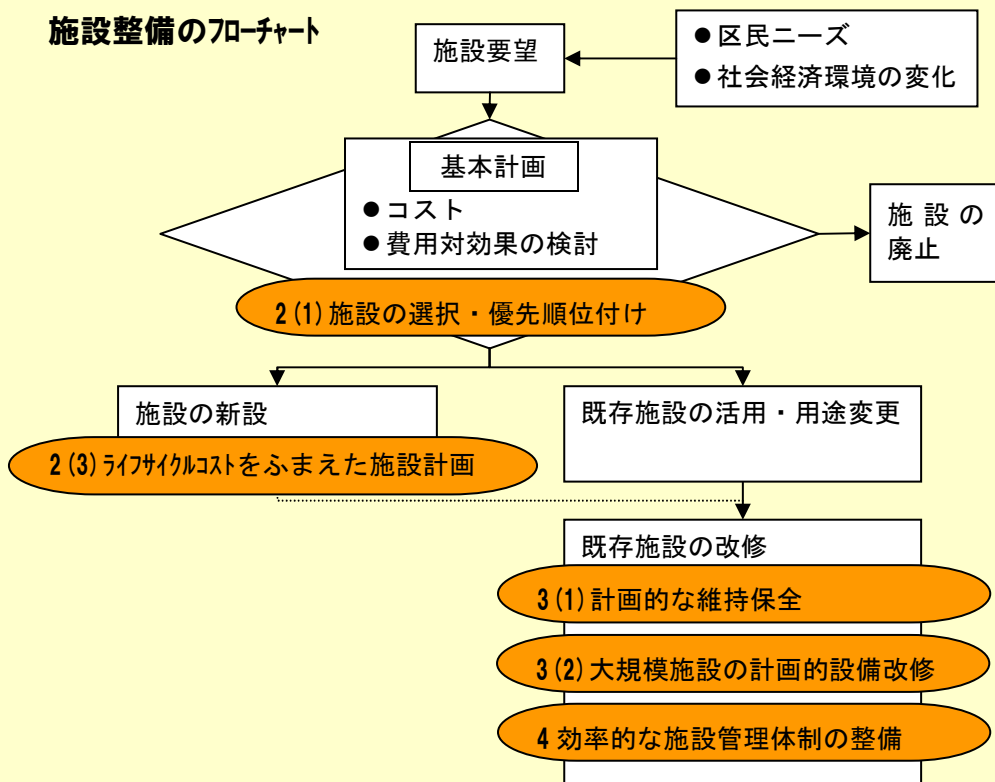 施設整備のフローチャート
施設要望
●区民ニーズ
●社会経済環境の変化
基本計画
●コスト
●費用対効果の検討
施設の
廃止
2(1)施設の選択・優先順位付け
施設の新設
既存施設の活用・用途変更
2(3)ライフサイクルコストをふまえた施設計画
既存施設の改修
3(1)計画的な維持保全
3(2)大規模施設の計画的設備改修
4 効率的な施設管理体制の整備